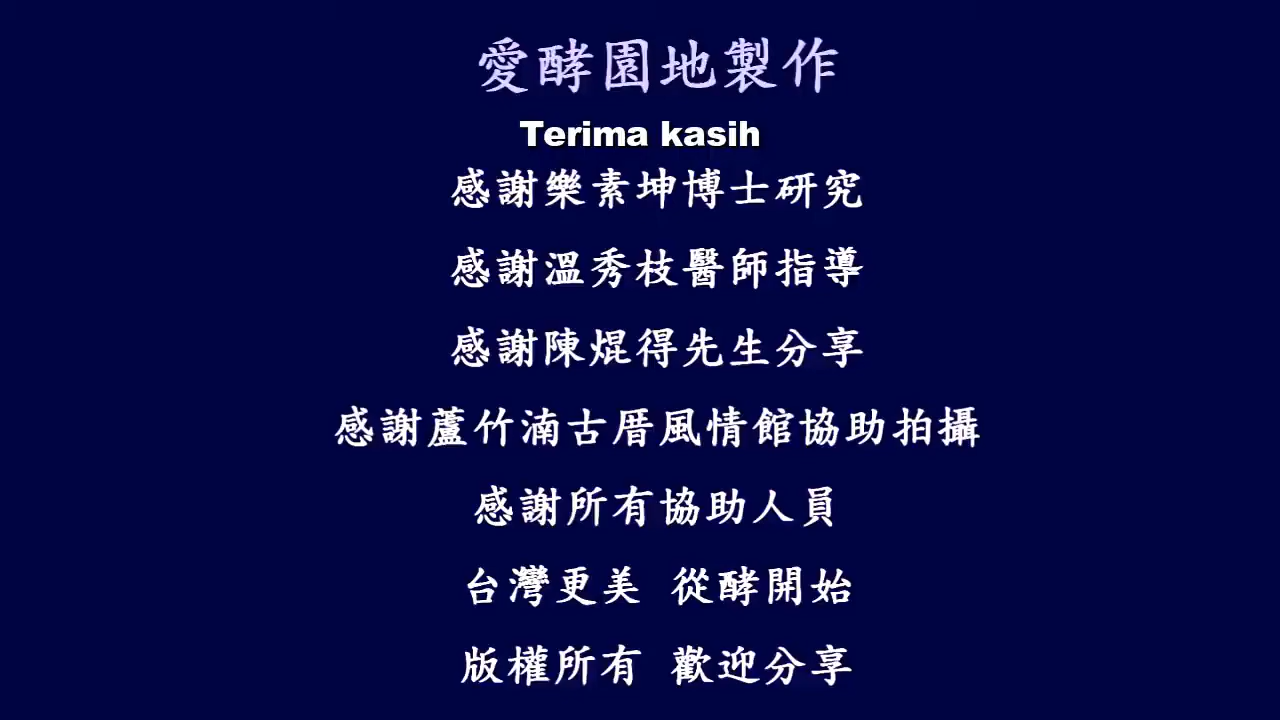 愛酵園地製作
Terima kasih
感謝樂素坤博士研究
感謝溫秀枝醫師指導
感謝陳焜得先生分享
感謝蘆竹湳古厝風情館協助拍攝
感謝所有協助人員
台灣更美 從酵開始
版權所有 歡迎分享